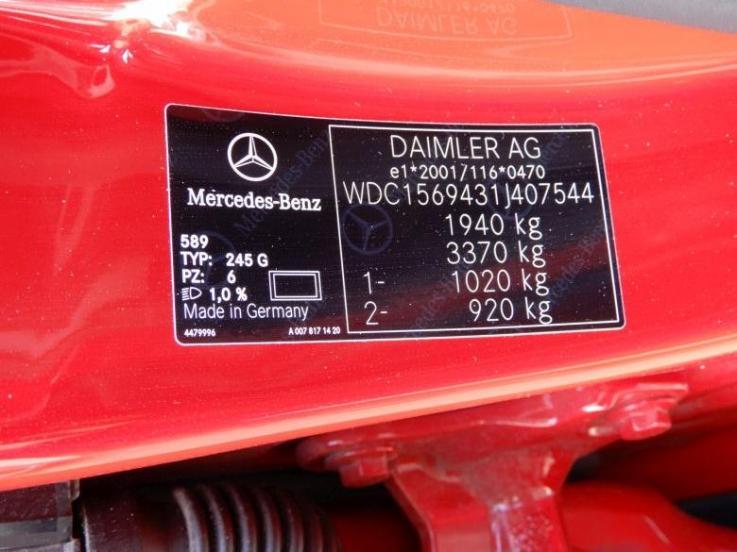 Mercedes-Benz
589
TYP: 245 G
PZ: 6
1,0 %
Made in Germany
4479996
A 007 817 14 20
DAIMLER AG
e1*2001/116*0470
WDC1569431J407544
1940 kg
3370 kg
1- 1020 kg
2- 920 kg